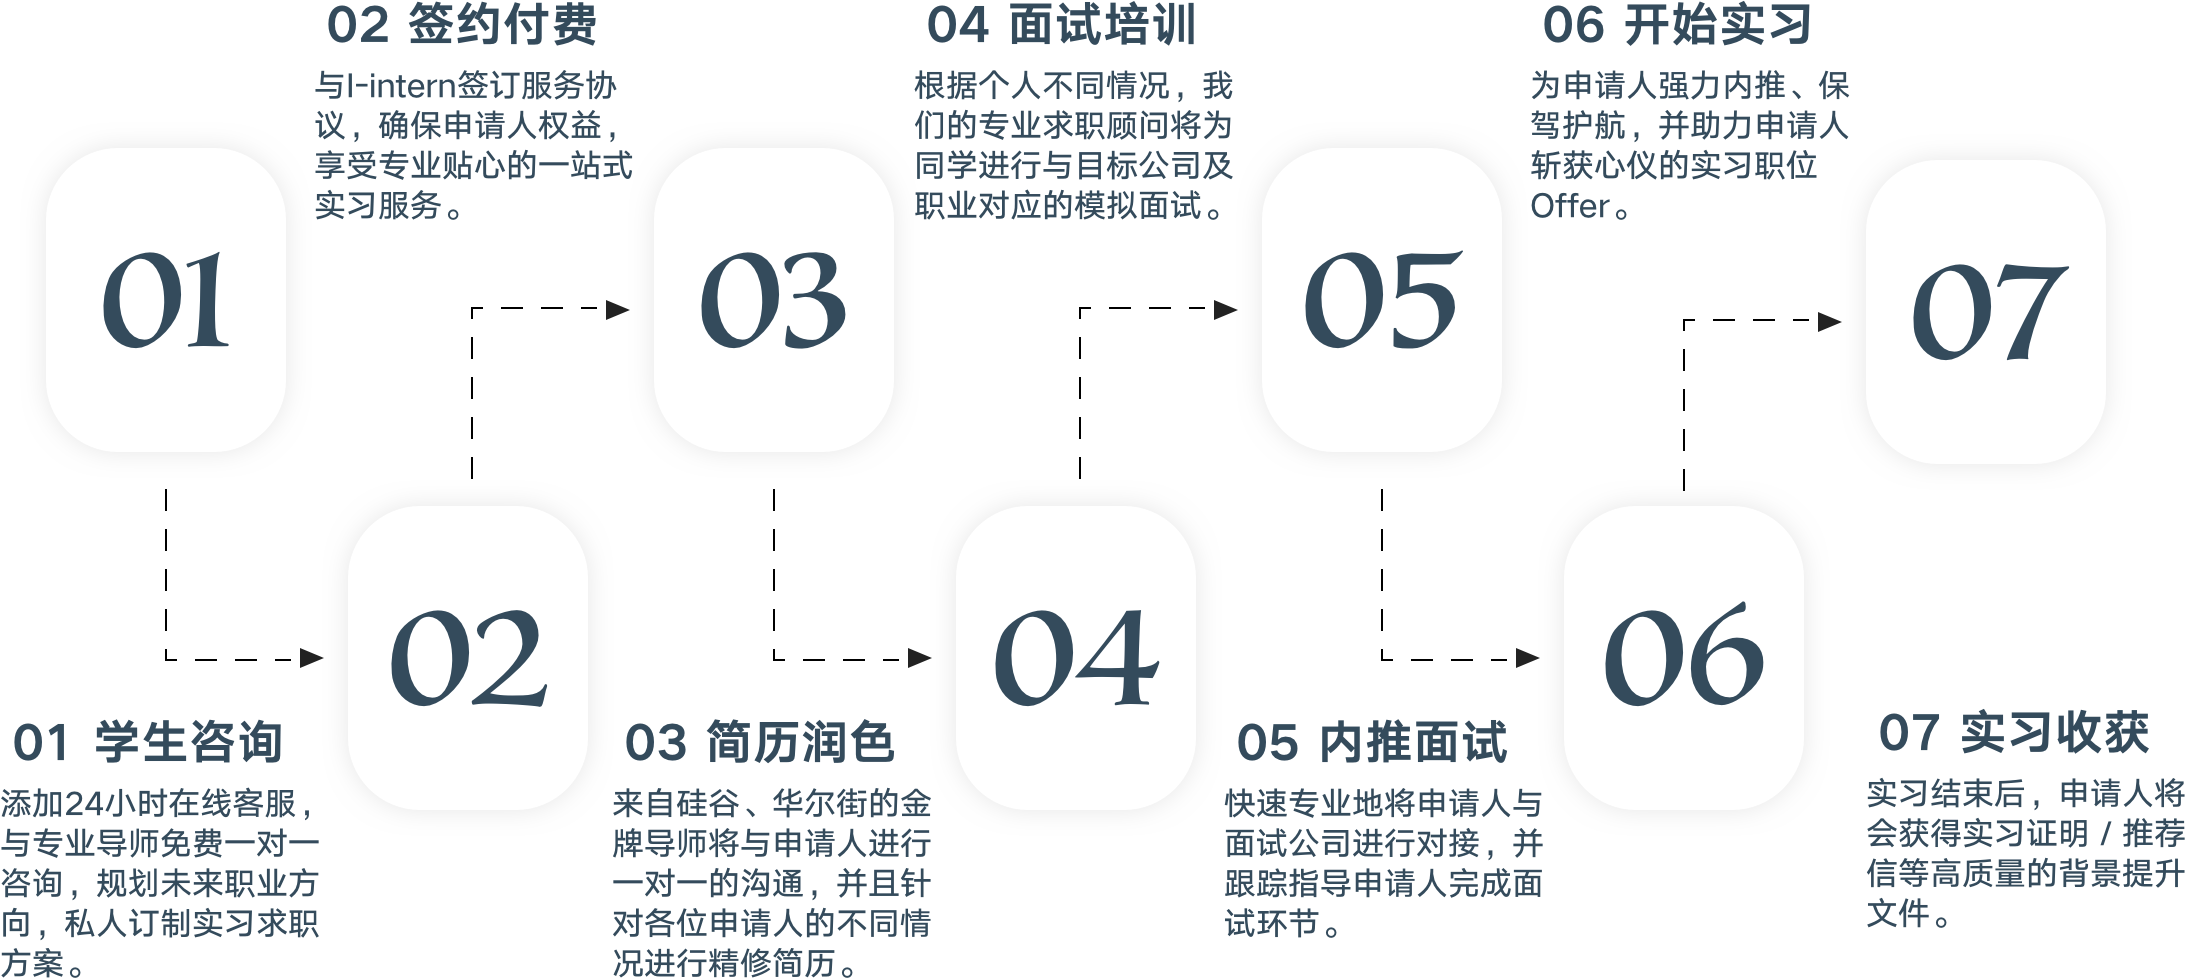 01
01 学生咨询
添加24小时在线客服，
与专业导师免费一对一
咨询，规划未来职业方
向，私人订制实习求职
方案。
02 签约付费
与I-intern签订服务协
议，确保申请人权益，
享受专业贴心的一站式
实习服务。
02
03
03 简历润色
来自硅谷、华尔街的金
牌导师将与申请人进行
一对一的沟通，并且针
对各位申请人的不同情
况进行精修简历。
04 面试培训
根据个人不同情况，我
们的专业求职顾问将为
同学进行与目标公司及
职业对应的模拟面试。
04
05
05 内推面试
快速专业地将申请人与
面试公司进行对接，并
跟踪指导申请人完成面
试环节。
06 开始实习
为申请人强力内推、保
驾护航，并助力申请人
斩获心仪的实习职位
Offer。
06
07
07 实习收获
实习结束后，申请人将
会获得实习证明 / 推荐
信等高质量的背景提升
文件。